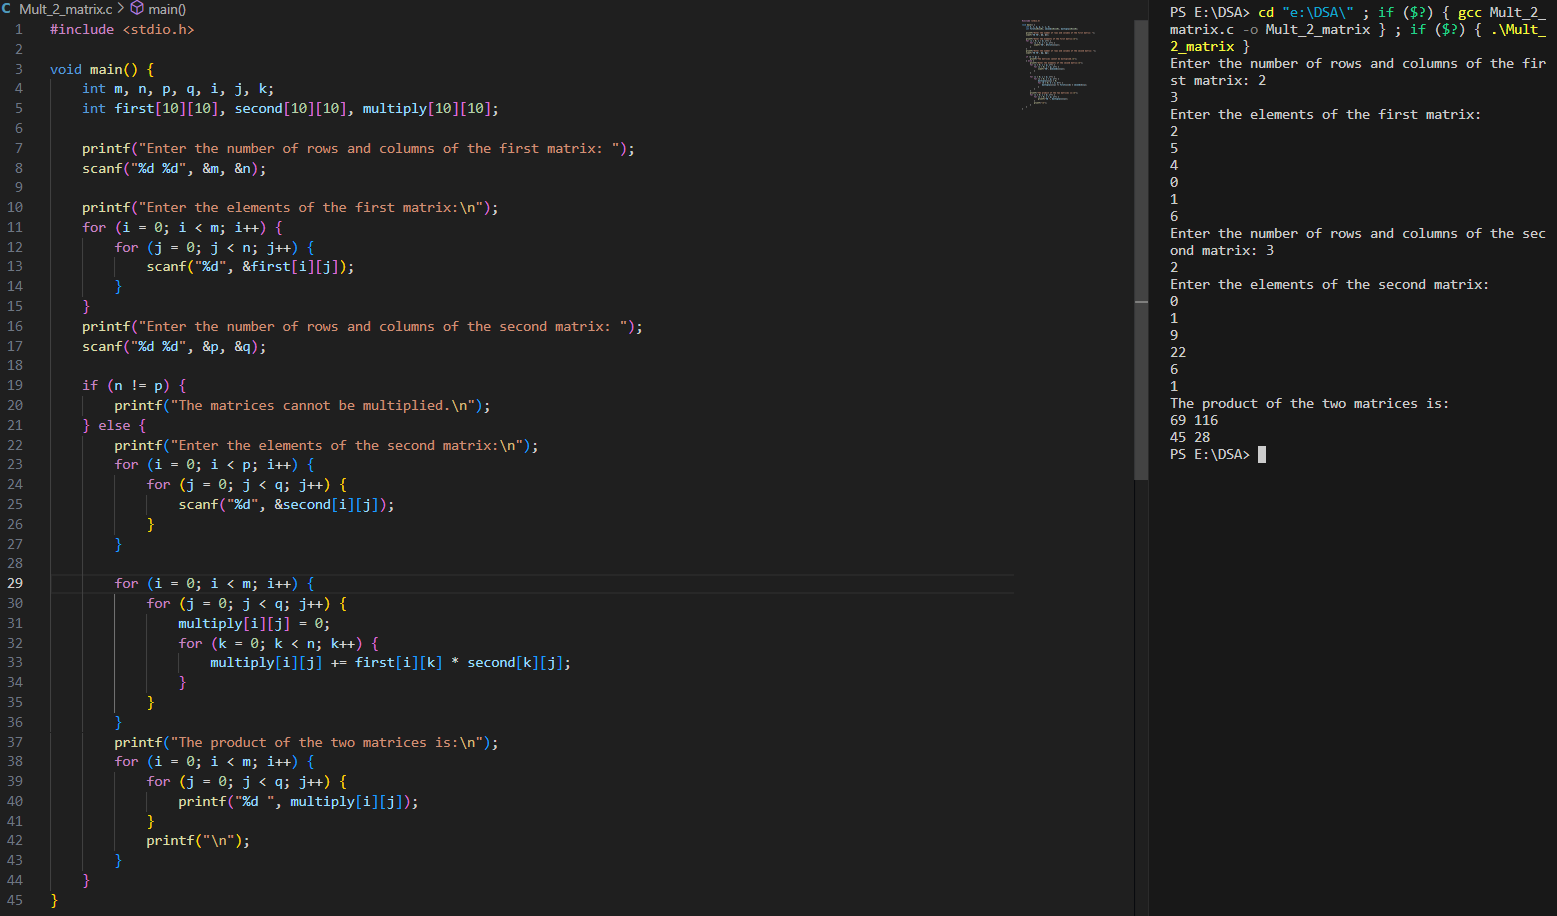 Mult_2_matrix.c > main()
1 #include <stdio.h>
2
3 void main() {
4     int m, n, p, q, i, j, k;
5     int first[10][10], second[10][10], multiply[10][10];
6
7     printf("Enter the number of rows and columns of the first matrix: ");
8     scanf("%d %d", &m, &n);
9
10     printf("Enter the elements of the first matrix:\n");
11     for (i = 0; i < m; i++) {
12         for (j = 0; j < n; j++) {
13             scanf("%d", &first[i][j]);
14         }
15     }
16     printf("Enter the number of rows and columns of the second matrix: ");
17     scanf("%d %d", &p, &q);
18
19     if (n != p) {
20         printf("The matrices cannot be multiplied.\n");
21     } else {
22         printf("Enter the elements of the second matrix:\n");
23         for (i = 0; i < p; i++) {
24             for (j = 0; j < q; j++) {
25                 scanf("%d", &second[i][j]);
26             }
27         }
28
29         for (i = 0; i < m; i++) {
30             for (j = 0; j < q; j++) {
31                 multiply[i][j] = 0;
32                 for (k = 0; k < n; k++) {
33                     multiply[i][j] += first[i][k] * second[k][j];
34                 }
35             }
36         }
37         printf("The product of the two matrices is:\n");
38         for (i = 0; i < m; i++) {
39             for (j = 0; j < q; j++) {
40                 printf("%d ", multiply[i][j]);
41             }
42             printf("\n");
43         }
44     }
45 }
PS E:\DSA> cd "e:\DSA\" ; if ($?) { gcc Mult_2_
matrix.c -o Mult_2_matrix } ; if ($?) { .\Mult_
2_matrix }
Enter the number of rows and columns of the fir
st matrix: 2
3
Enter the elements of the first matrix:
2
5
4
0
1
6
Enter the number of rows and columns of the sec
ond matrix: 3
2
Enter the elements of the second matrix:
0
1
9
22
6
1
The product of the two matrices is:
69 116
45 28
PS E:\DSA>